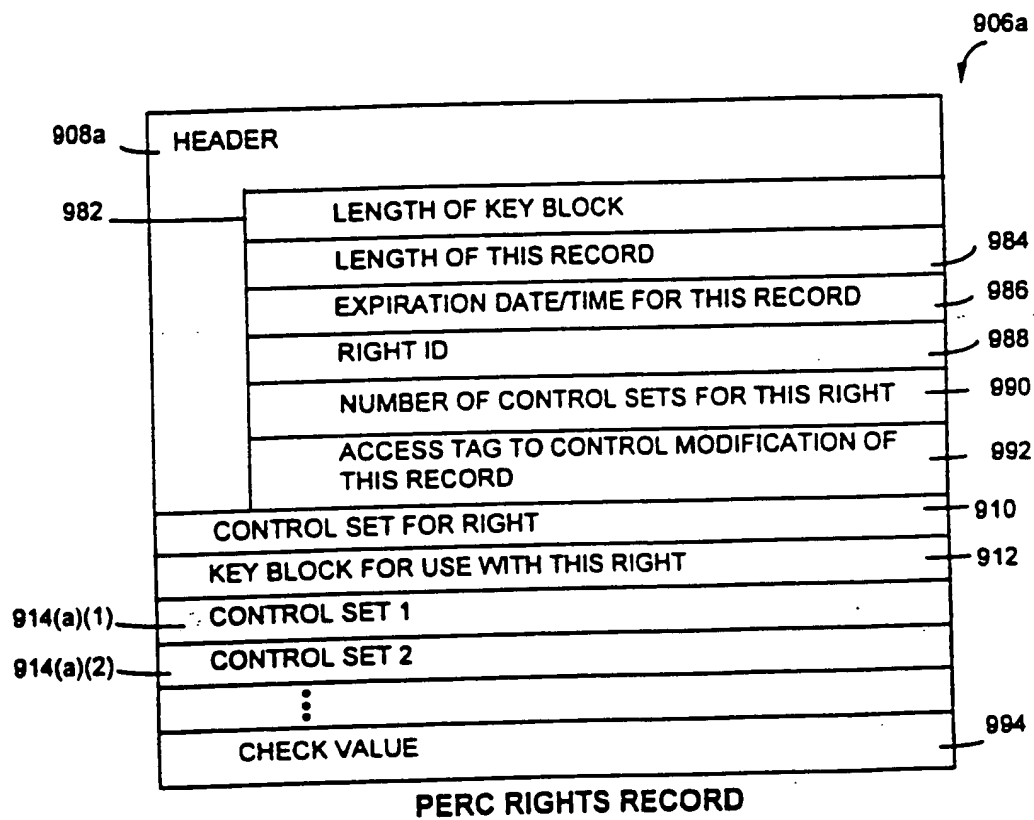 906a
908a HEADER
982 LENGTH OF KEY BLOCK
LENGTH OF THIS RECORD 984
EXPIRATION DATE/TIME FOR THIS RECORD 986
RIGHT ID 988
NUMBER OF CONTROL SETS FOR THIS RIGHT 990
ACCESS TAG TO CONTROL MODIFICATION OF 992
THIS RECORD
CONTROL SET FOR RIGHT 910
KEY BLOCK FOR USE WITH THIS RIGHT 912
914(a)(1) CONTROL SET 1
914(a)(2) CONTROL SET 2
CHECK VALUE 994
PERC RIGHTS RECORD